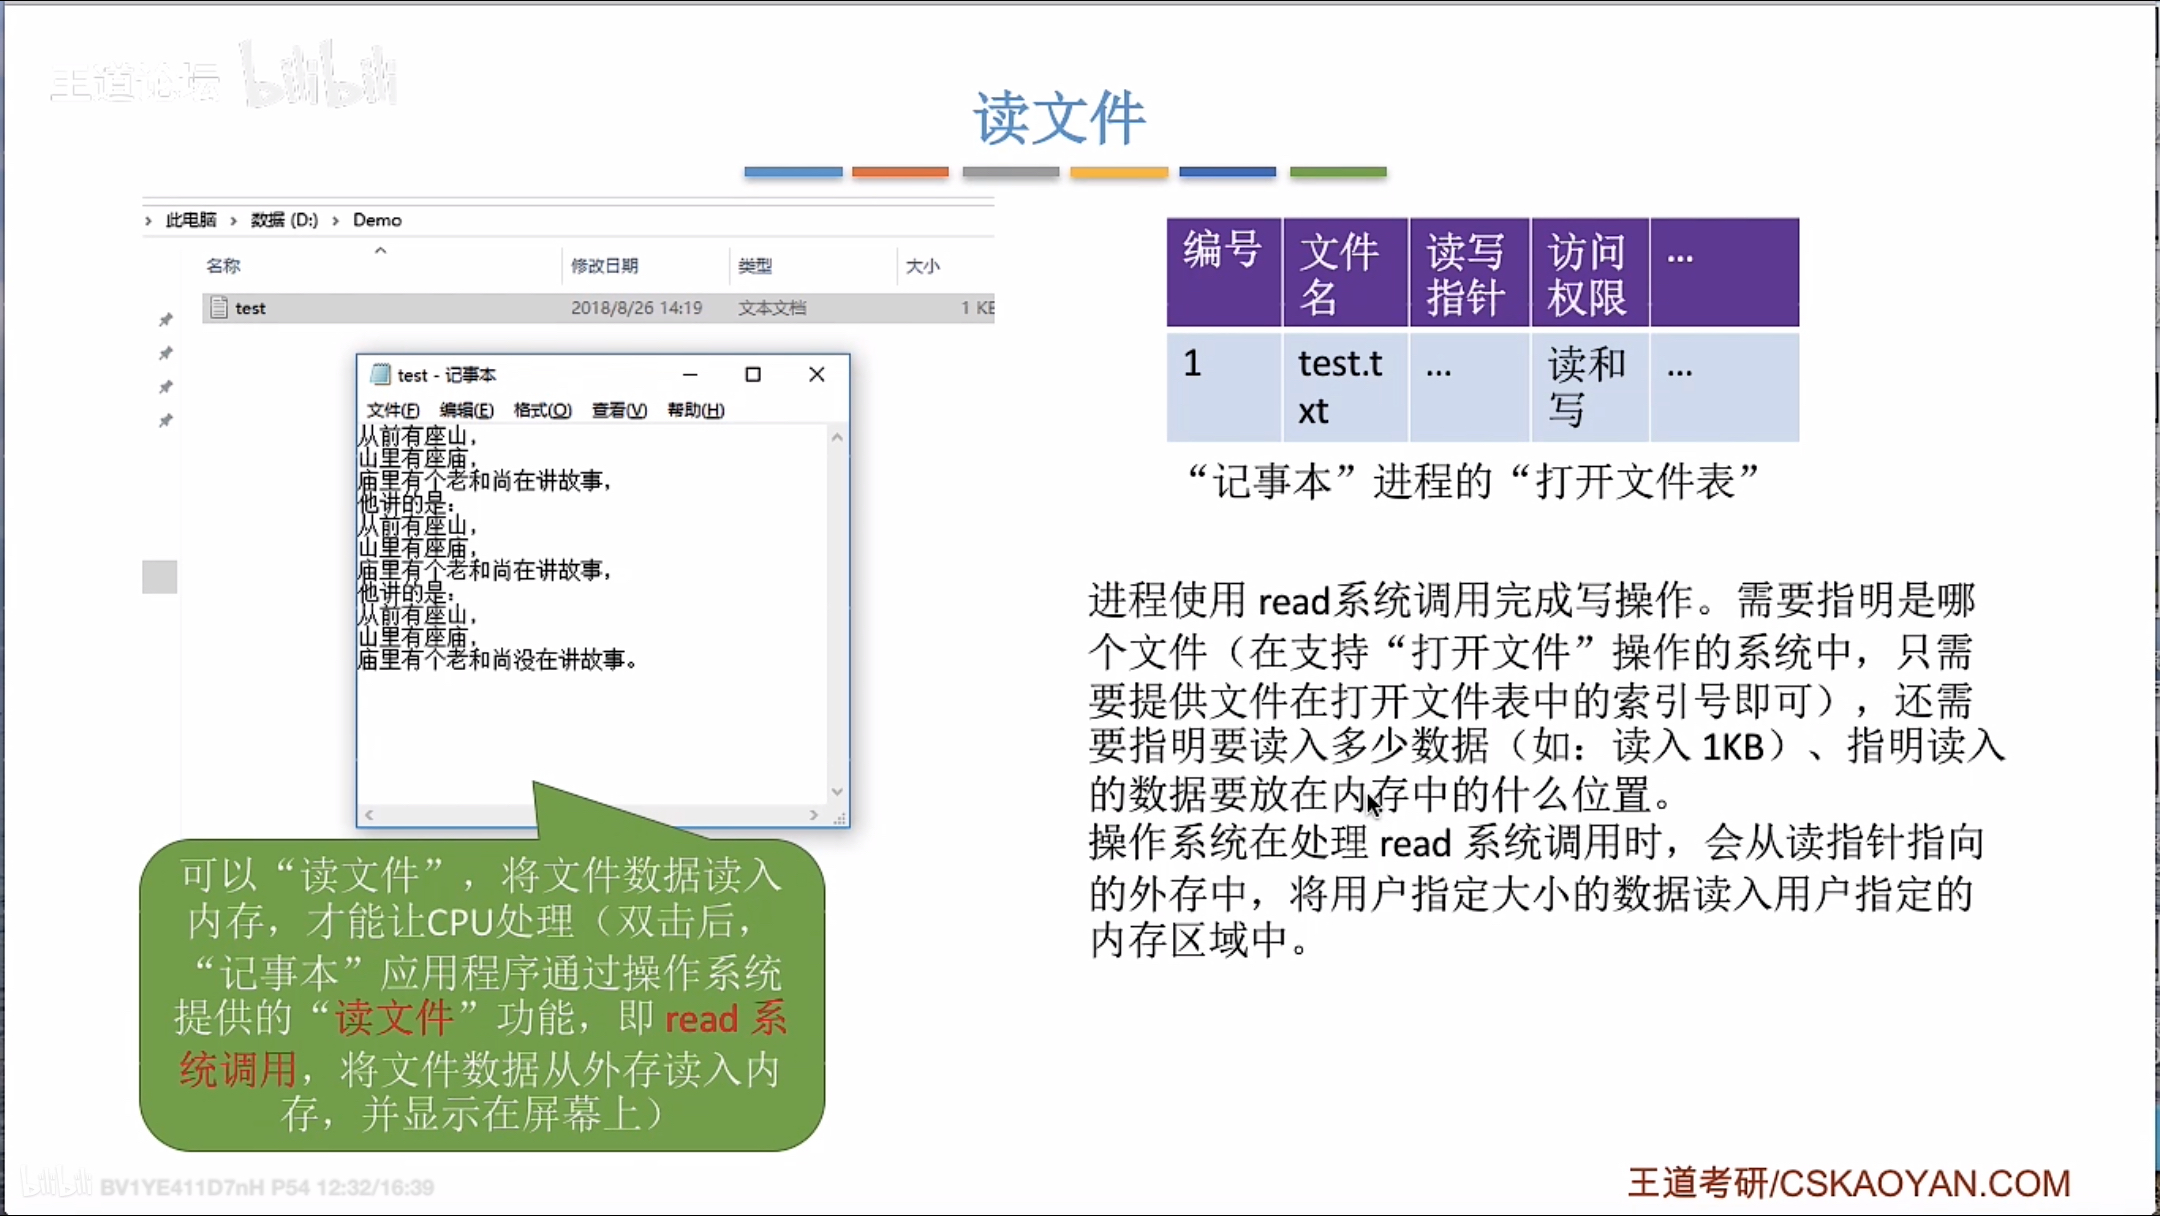 王道论坛 bilibili
读文件
此电脑 › 数据 (D:) › Demo
名称 修改日期 类型 大小
test 2018/8/26 14:19 文本文档 1 KB
test - 记事本
文件(F) 编辑(E) 格式(O) 查看(V) 帮助(H)
从前有座山，
山里有座庙，
庙里有个老和尚在讲故事，
他讲的是：
从前有座山，
山里有座庙，
庙里有个老和尚在讲故事，
他讲的是：
从前有座山，
山里有座庙，
庙里有个老和尚没在讲故事。
可以“读文件”，将文件数据读入
内存，才能让CPU处理（双击后，
“记事本”应用程序通过操作系统
提供的“读文件”功能，即 read 系
统调用，将文件数据从外存读入内
存，并显示在屏幕上）
编号 文件 读写 访问 ...
名 指针 权限
1 test.t ... 读和 ...
xt 写
“记事本”进程的“打开文件表”
进程使用 read系统调用完成写操作。需要指明是哪
个文件（在支持“打开文件”操作的系统中，只需
要提供文件在打开文件表中的索引号即可），还需
要指明要读入多少数据（如：读入 1KB）、指明读入
的数据要放在内存中的什么位置。
操作系统在处理 read 系统调用时，会从读指针指向
的外存中，将用户指定大小的数据读入用户指定的
内存区域中。
bilibili BV1YE411D7nH P54 12:32/16:39
王道考研/CSKAOYAN.COM